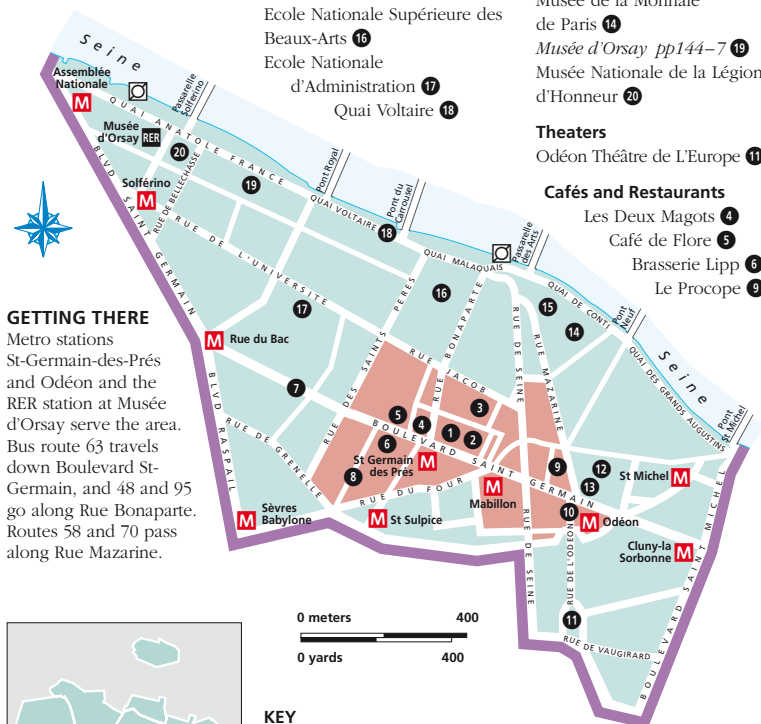 Ecole Nationale Supérieure des
Beaux-Arts 16
Ecole Nationale
d'Administration 17
Quai Voltaire 18
Musée de la Monnaie
de Paris 14
Musée d'Orsay pp144–7 19
Musée Nationale de la Légion
d'Honneur 20
Theaters
Odéon Théâtre de L'Europe 11
Cafés and Restaurants
Les Deux Magots 4
Café de Flore 5
Brasserie Lipp 6
Le Procope 9
Seine
Assemblée
Nationale
M
Passarelle
Solférino
Musée
d'Orsay
RER
QUAI ANATOLE FRANCE
20
19
Solférino
M
RUE DE BELLECHASSE
Pont Royal
QUAI VOLTAIRE
18
Pont du
Carrousel
Passarelle
des Arts
QUAI MALAQUAIS
BLVD SAINT GERMAIN
RUE DE L'UNIVERSITE
16
15
QUAI DE CONTI
14
Pont
Neuf
Seine
QUAI DES GRANDS AUGUSTINS
Pont
St Michel
17
RUE DES SAINTS PERES
RUE BONAPARTE
RUE DE SEINE
RUE MAZARINE
M
Rue du Bac
RUE JACOB
7
3
5
4
1
2
6
BOULEVARD SAINT GERMAIN
St Germain
des Prés
M
8
9
12
13
St Michel
M
BLVD RASPAIL
RUE DE GRENELLE
RUE DU FOUR
M
Mabillon
10
M
Odéon
Sèvres
Babylone
M
M
St Sulpice
RUE DE SEINE
RUE DE L'ODEON
Cluny-la
Sorbonne
M
11
RUE DE VAUGIRARD
BOULEVARD SAINT MICHEL
GETTING THERE
Metro stations
St-Germain-des-Prés
and Odéon and the
RER station at Musée
d'Orsay serve the area.
Bus route 63 travels
down Boulevard St-
Germain, and 48 and 95
go along Rue Bonaparte.
Routes 58 and 70 pass
along Rue Mazarine.
0 meters 400
0 yards 400
KEY